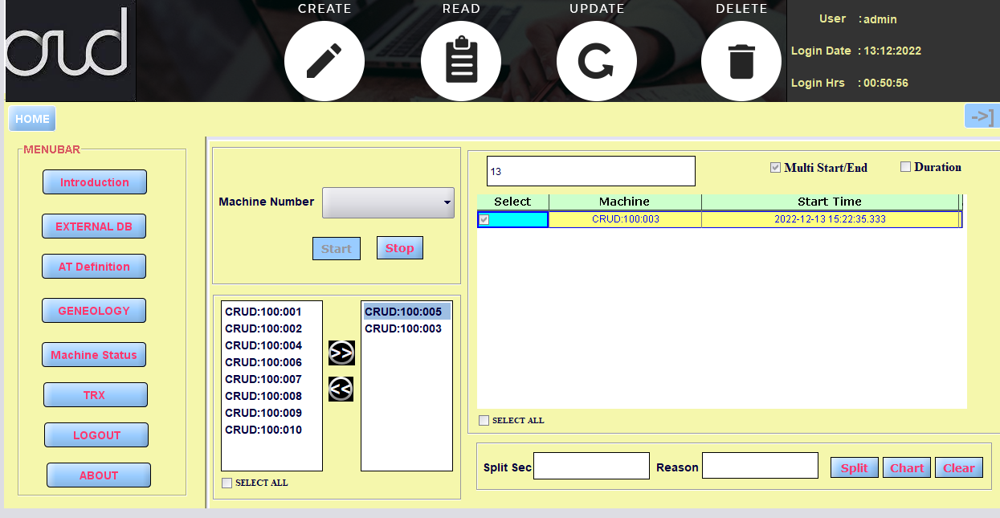 crud
CREATE
READ
UPDATE
DELETE
User :admin
Login Date : 13:12:2022
Login Hrs : 00:50:56
HOME
->]
MENUBAR
Introduction
EXTERNAL DB
AT Definition
GENEOLOGY
Machine Status
TRX
LOGOUT
ABOUT
Machine Number
Start
Stop
CRUD:100:001
CRUD:100:002
CRUD:100:004
CRUD:100:006
CRUD:100:007
CRUD:100:008
CRUD:100:009
CRUD:100:010
>>
<<
CRUD:100:005
CRUD:100:003
SELECT ALL
13
Multi Start/End
Duration
Select Machine Start Time
CRUD:100:003 2022-12-13 15:22:35.333
SELECT ALL
Split Sec
Reason
Split
Chart
Clear